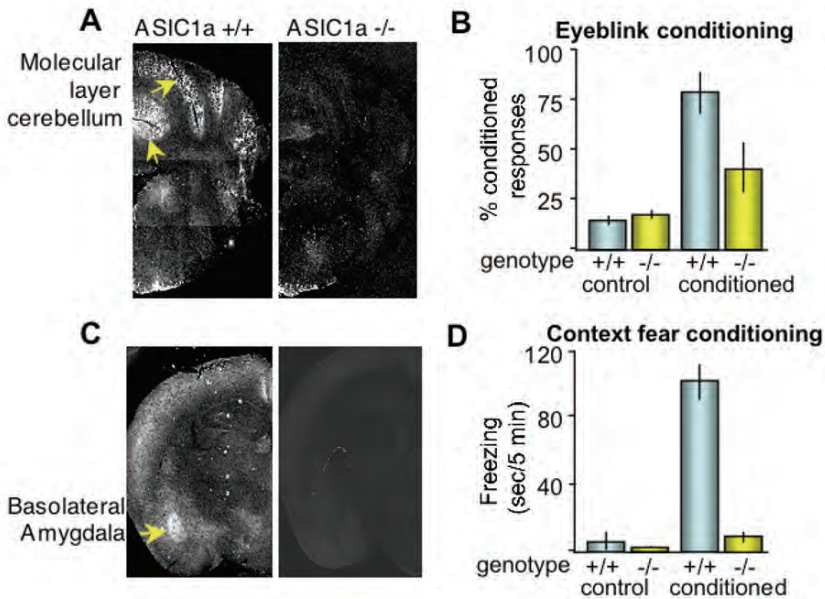 A
ASIC1a +/+
ASIC1a -/-
Molecular
layer
cerebellum
B
Eyeblink conditioning
% conditioned
responses
100
75
50
25
genotype
+/+ -/- +/+ -/-
control conditioned
C
Basolateral
Amygdala
D
Context fear conditioning
Freezing
(sec/5 min)
120
80
40
genotype
+/+ -/- +/+ -/-
control conditioned